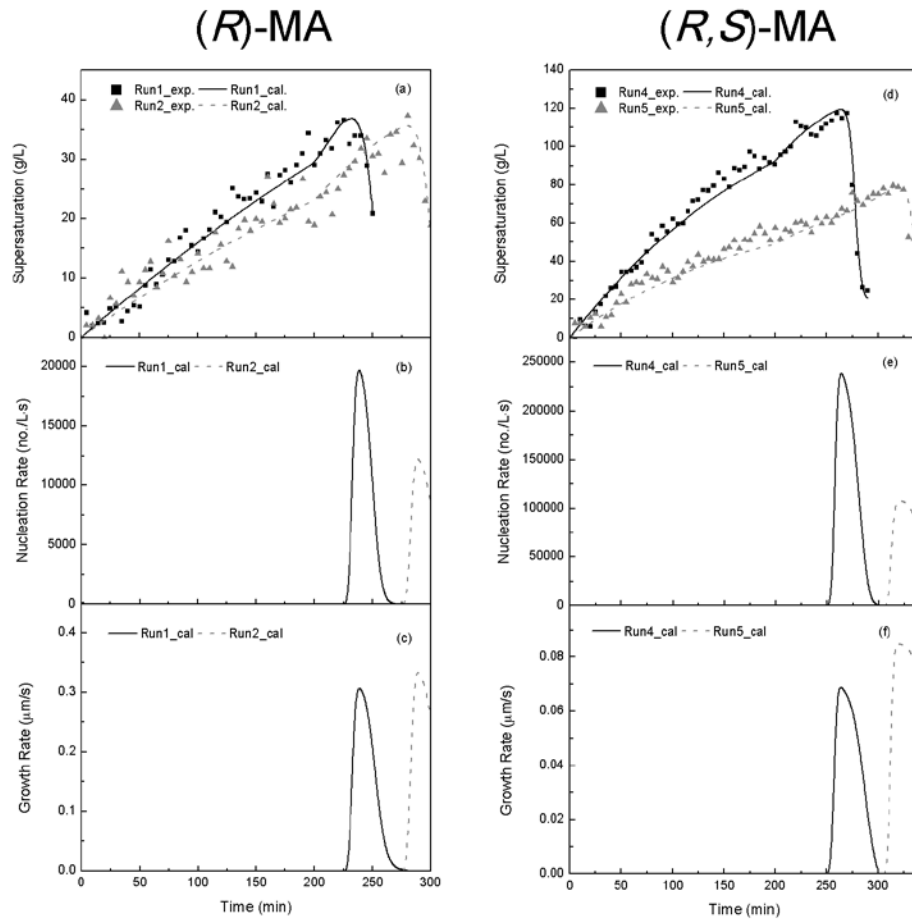 (R)-MA
(R,S)-MA
Run1_exp. Run1_cal. (a)
Run2_exp. Run2_cal.
Supersaturation (g/L)
40
30
20
10
0
Run1_cal Run2_cal (b)
Nucleation Rate (no./L·s)
20000
15000
10000
5000
0
Run1_cal Run2_cal (c)
Growth Rate (μm/s)
0.4
0.3
0.2
0.1
0.0
0 50 100 150 200 250 300
Time (min)
Run4_exp. Run4_cal. (d)
Run5_exp. Run5_cal.
Supersaturation (g/L)
140
120
100
80
60
40
20
0
Run4_cal Run5_cal (e)
Nucleation Rate (no./L·s)
250000
200000
150000
100000
50000
0
Run4_cal Run5_cal (f)
Growth Rate (μm/s)
0.08
0.06
0.04
0.02
0.00
0 50 100 150 200 250 300
Time (min)